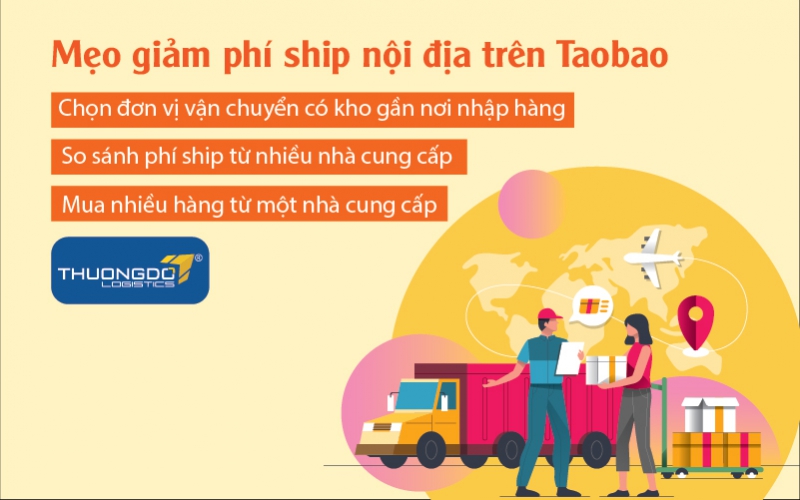 Mẹo giảm phí ship nội địa trên Taobao
Chọn đơn vị vận chuyển có kho gần nơi nhập hàng
So sánh phí ship từ nhiều nhà cung cấp
Mua nhiều hàng từ một nhà cung cấp
THUONGDO ®
LOGISTICS